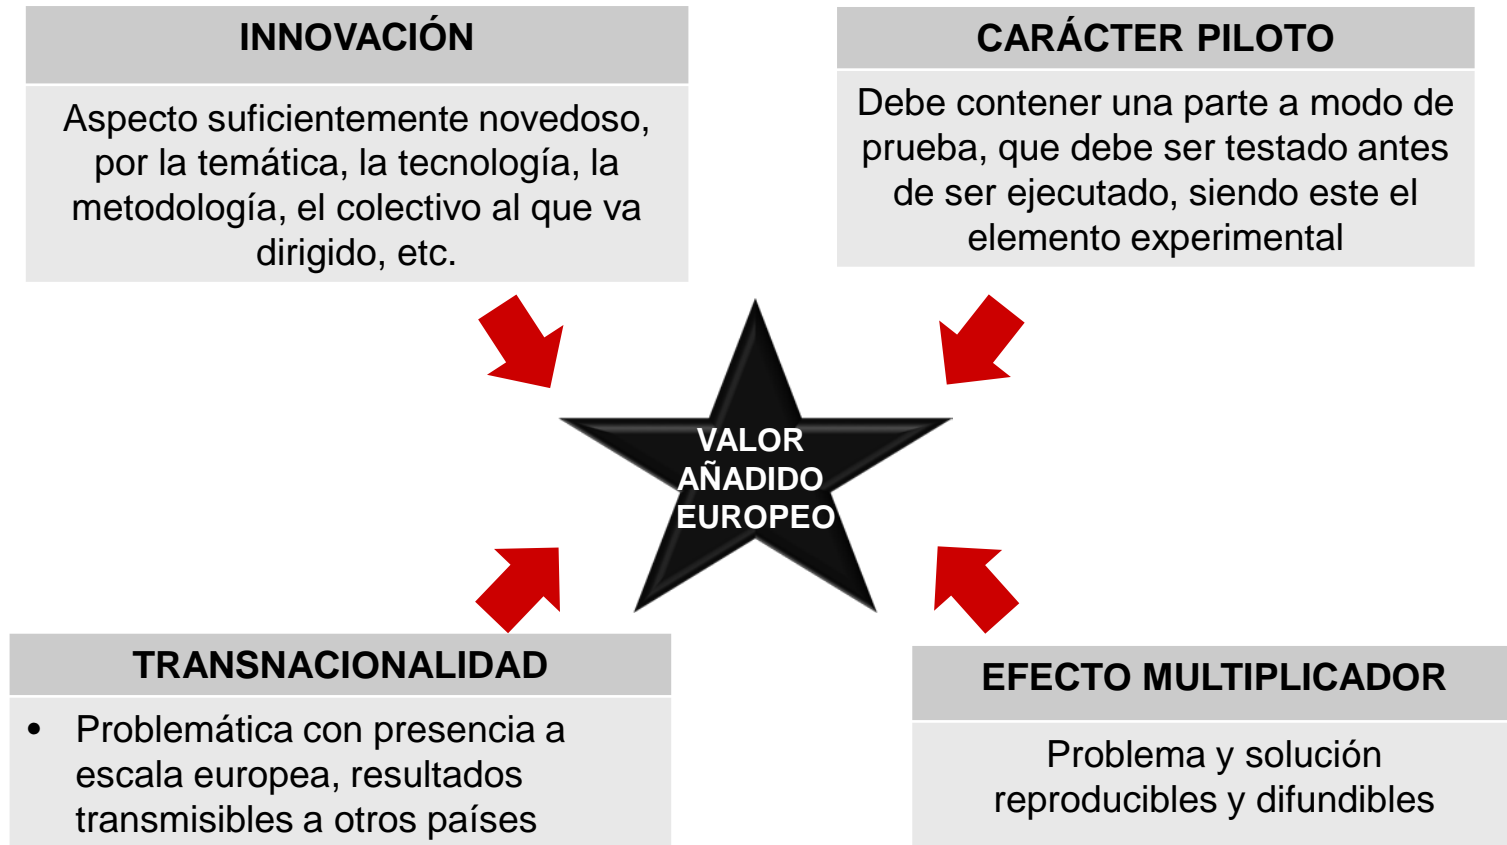 INNOVACIÓN
Aspecto suficientemente novedoso,
por la temática, la tecnología, la
metodología, el colectivo al que va
dirigido, etc.
CARÁCTER PILOTO
Debe contener una parte a modo de
prueba, que debe ser testado antes
de ser ejecutado, siendo este el
elemento experimental
VALOR
AÑADIDO
EUROPEO
TRANSNACIONALIDAD
• Problemática con presencia a
escala europea, resultados
transmisibles a otros países
EFECTO MULTIPLICADOR
Problema y solución
reproducibles y difundibles